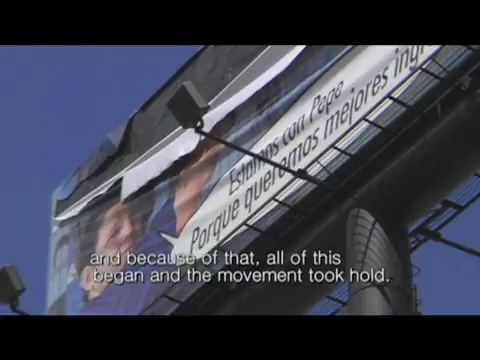 Estamos con Pepe
Porque queremos mejores ingr
and because of that, all of this
began and the movement took hold.